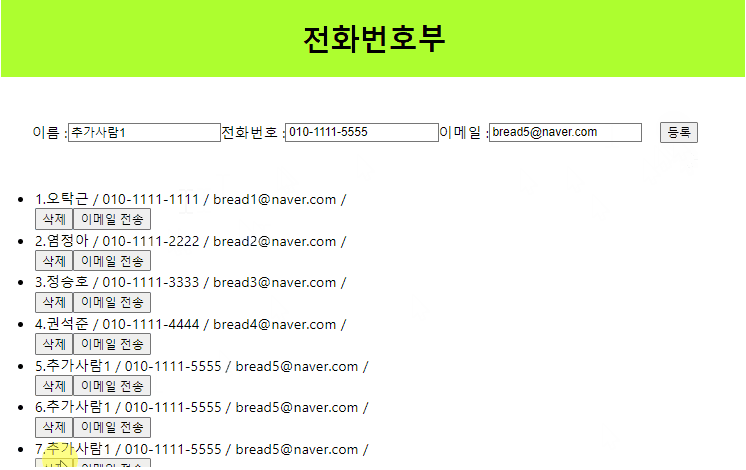 전화번호부
이름 :추가사람1 전화번호 :010-1111-5555 이메일 :bread5@naver.com 등록
1.오탁근 / 010-1111-1111 / bread1@naver.com /
삭제 이메일 전송
2.염정아 / 010-1111-2222 / bread2@naver.com /
삭제 이메일 전송
3.정승호 / 010-1111-3333 / bread3@naver.com /
삭제 이메일 전송
4.권석준 / 010-1111-4444 / bread4@naver.com /
삭제 이메일 전송
5.추가사람1 / 010-1111-5555 / bread5@naver.com /
삭제 이메일 전송
6.추가사람1 / 010-1111-5555 / bread5@naver.com /
삭제 이메일 전송
7.추가사람1 / 010-1111-5555 / bread5@naver.com /
삭제 이메일 전송